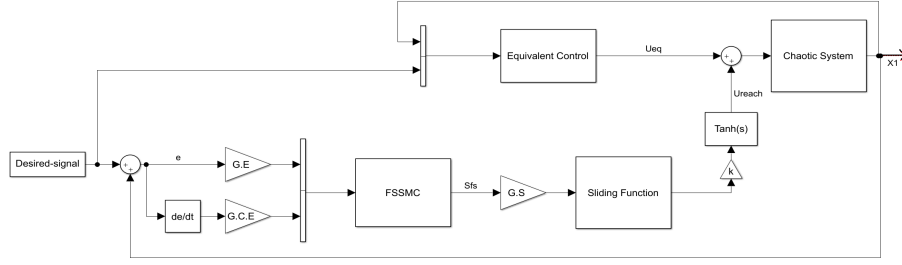 Equivalent Control
Ueq
+
+
Chaotic System
X1
Ureach
Tanh(s)
Desired-signal
+
+
e
G.E
k
FSSMC
Sfs
G.S
Sliding Function
de/dt
G.C.E